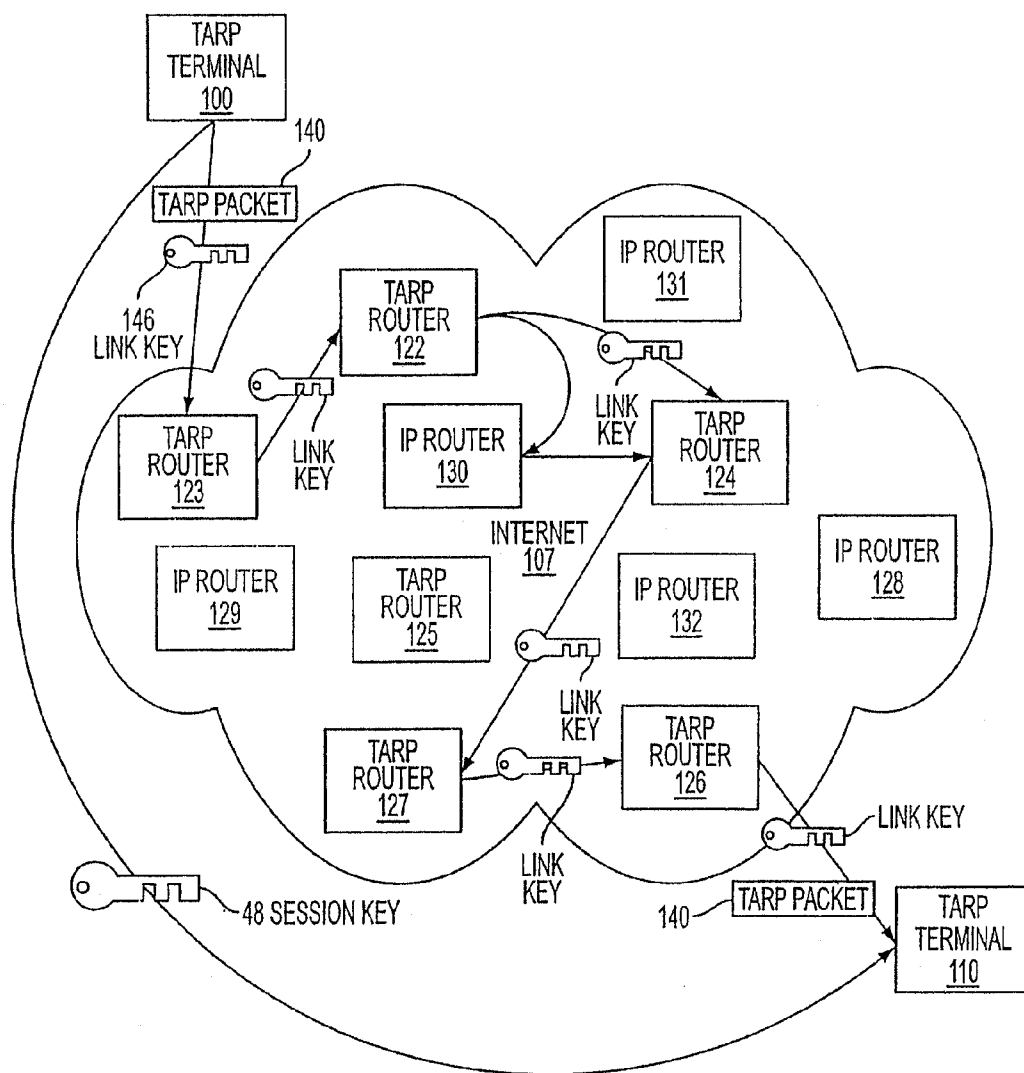 TARP
TERMINAL
100
140
TARP PACKET
146
LINK KEY
IP ROUTER
131
TARP
ROUTER
122
LINK
KEY
LINK
KEY
TARP
ROUTER
123
IP ROUTER
130
TARP
ROUTER
124
INTERNET
107
IP ROUTER
129
TARP
ROUTER
125
IP ROUTER
132
IP ROUTER
128
LINK
KEY
TARP
ROUTER
127
TARP
ROUTER
126
LINK
KEY
LINK KEY
48 SESSION KEY
140
TARP PACKET
TARP
TERMINAL
110